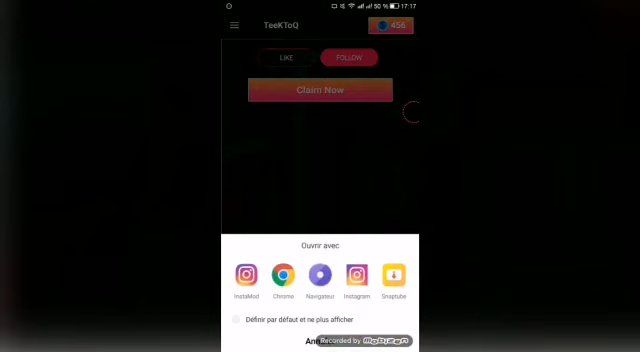 50 % 17:17
TeeKToQ 456
LIKE FOLLOW
Claim Now
Ouvrir avec
InstaMod Chrome Navigateur Instagram Snaptube
Définir par défaut et ne plus afficher
Recorded by mobizen